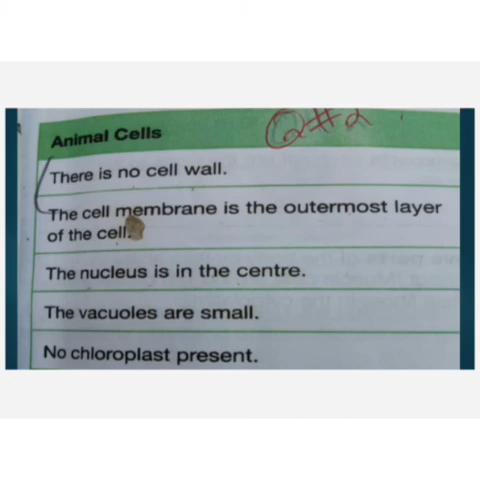 Q#2
Animal Cells
There is no cell wall.
The cell membrane is the outermost layer
of the cell.
The nucleus is in the centre.
The vacuoles are small.
No chloroplast present.